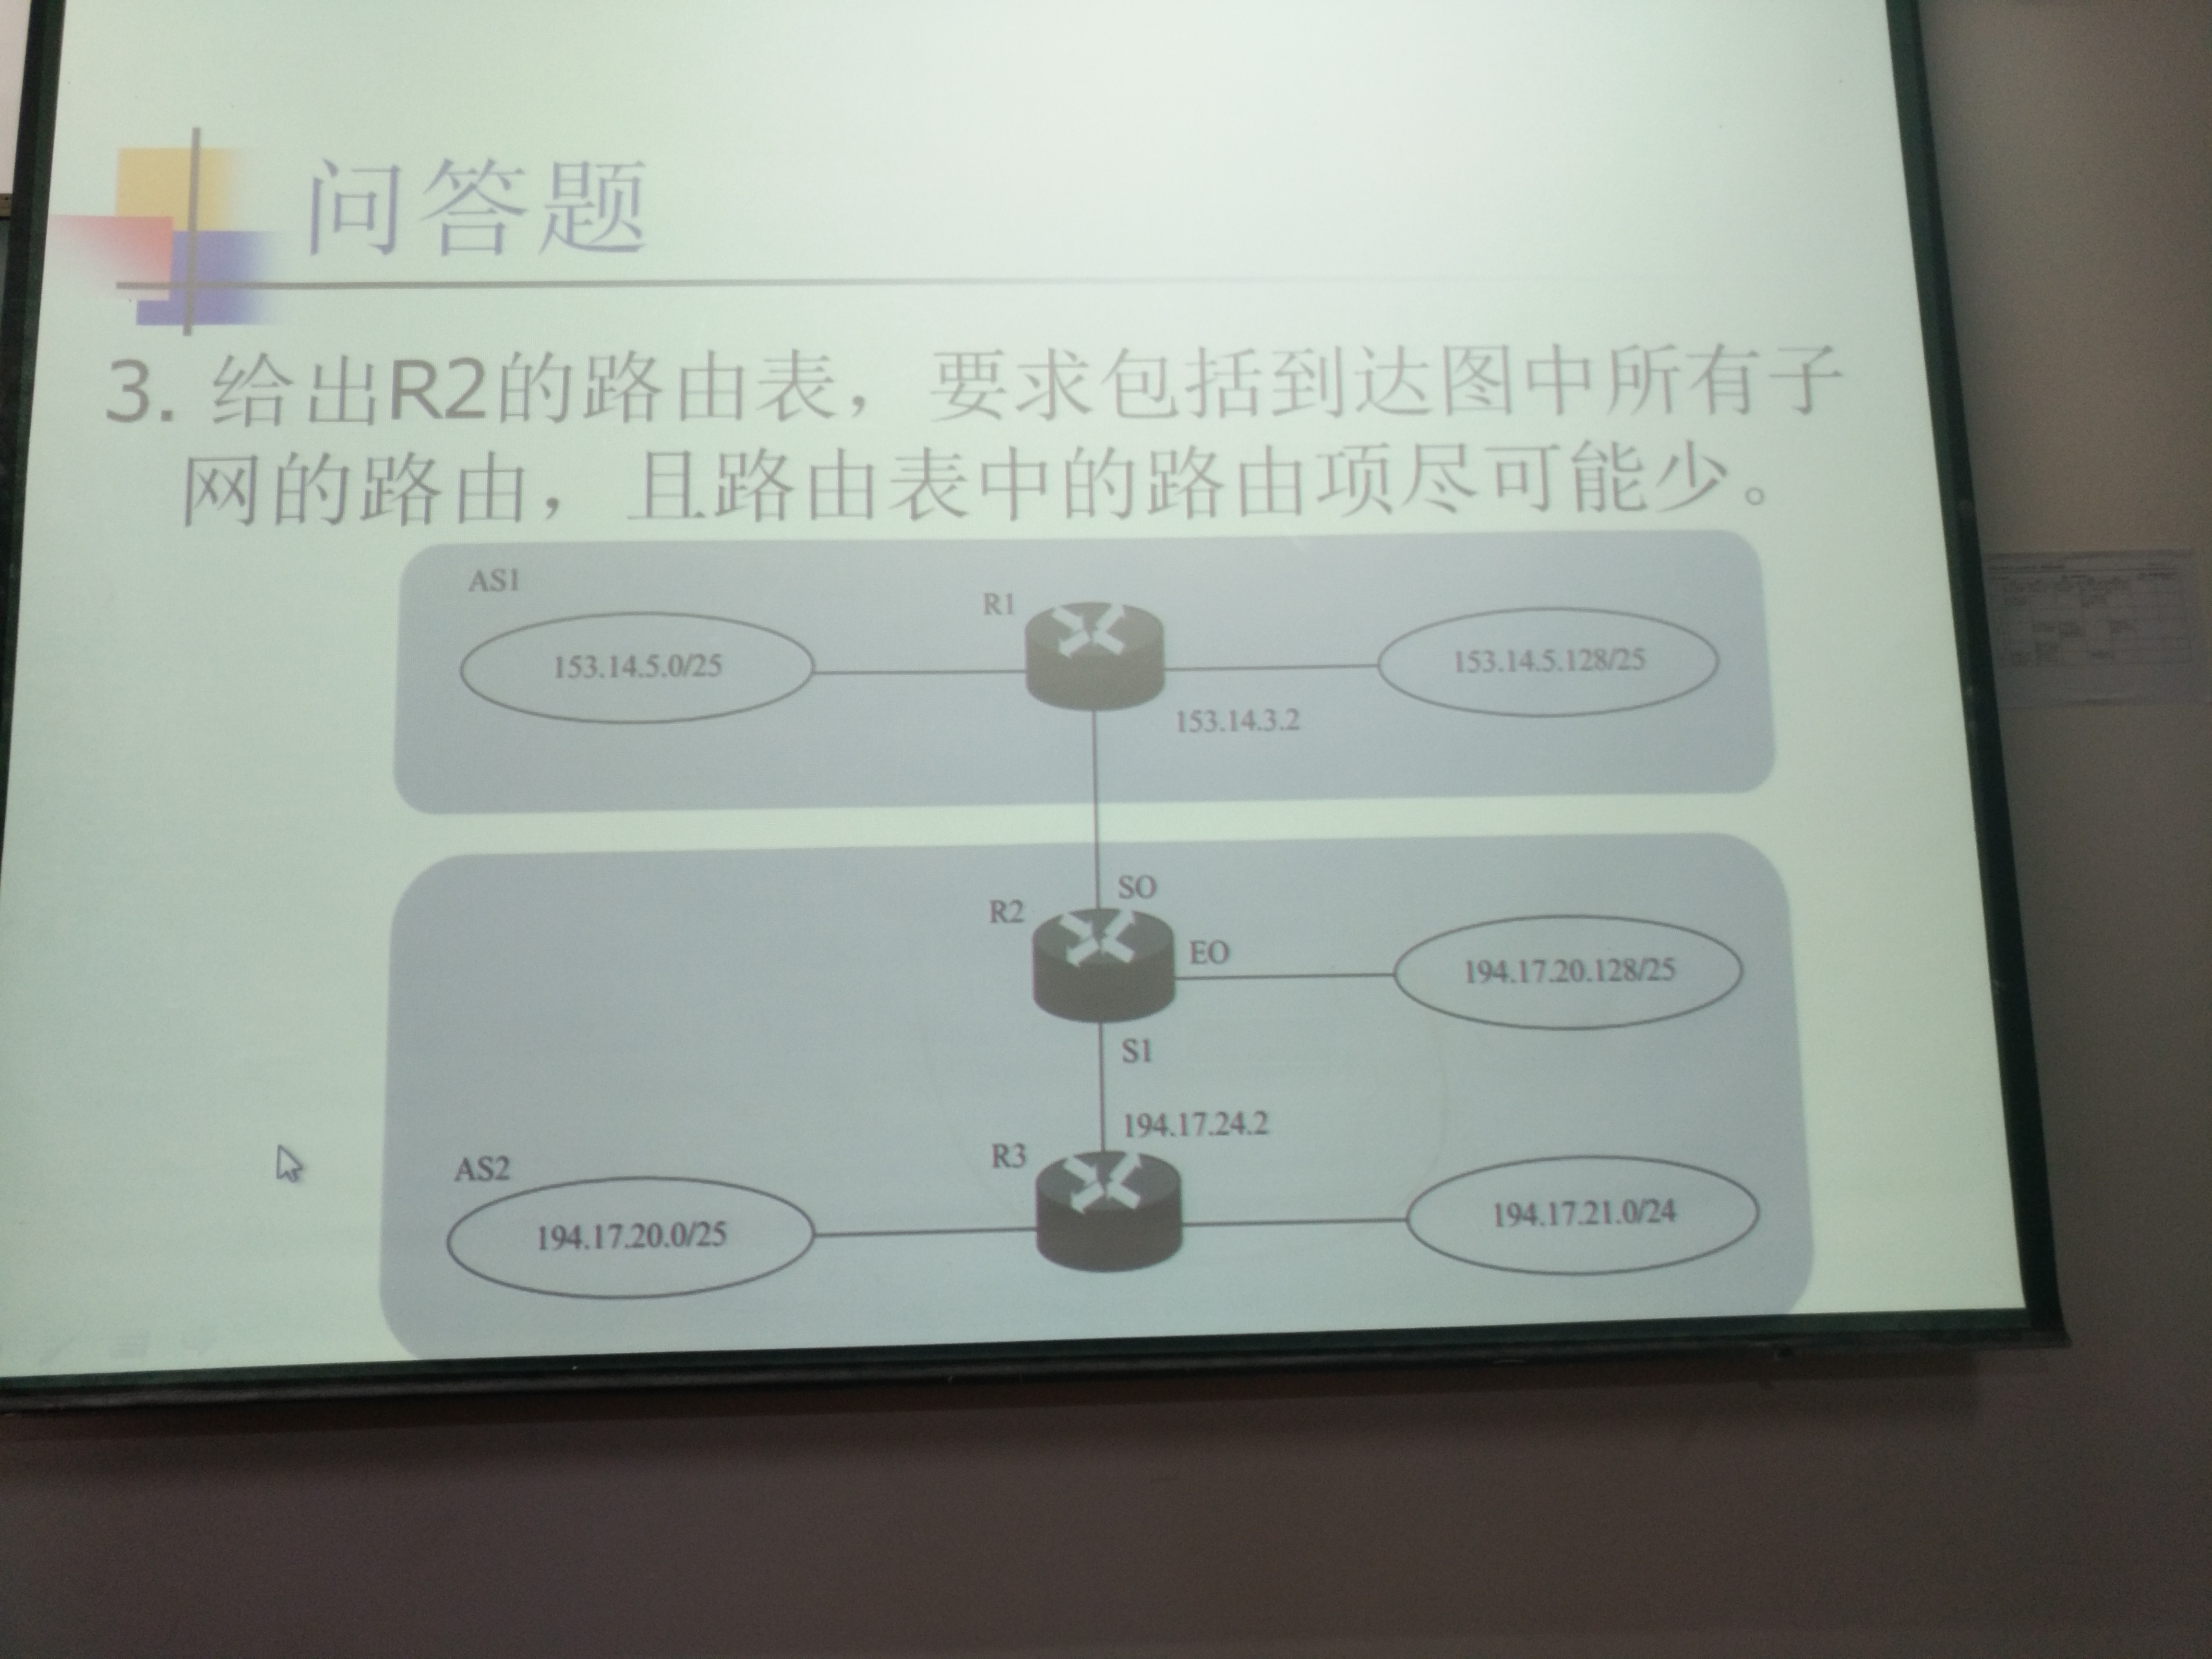 问答题
3. 给出R2的路由表，要求包括到达图中所有子
网的路由，且路由表中的路由项尽可能少。
AS1
R1
153.14.5.0/25
153.14.5.128/25
153.14.3.2
SO
R2
EO
194.17.20.128/25
S1
194.17.24.2
R3
AS2
194.17.20.0/25
194.17.21.0/24